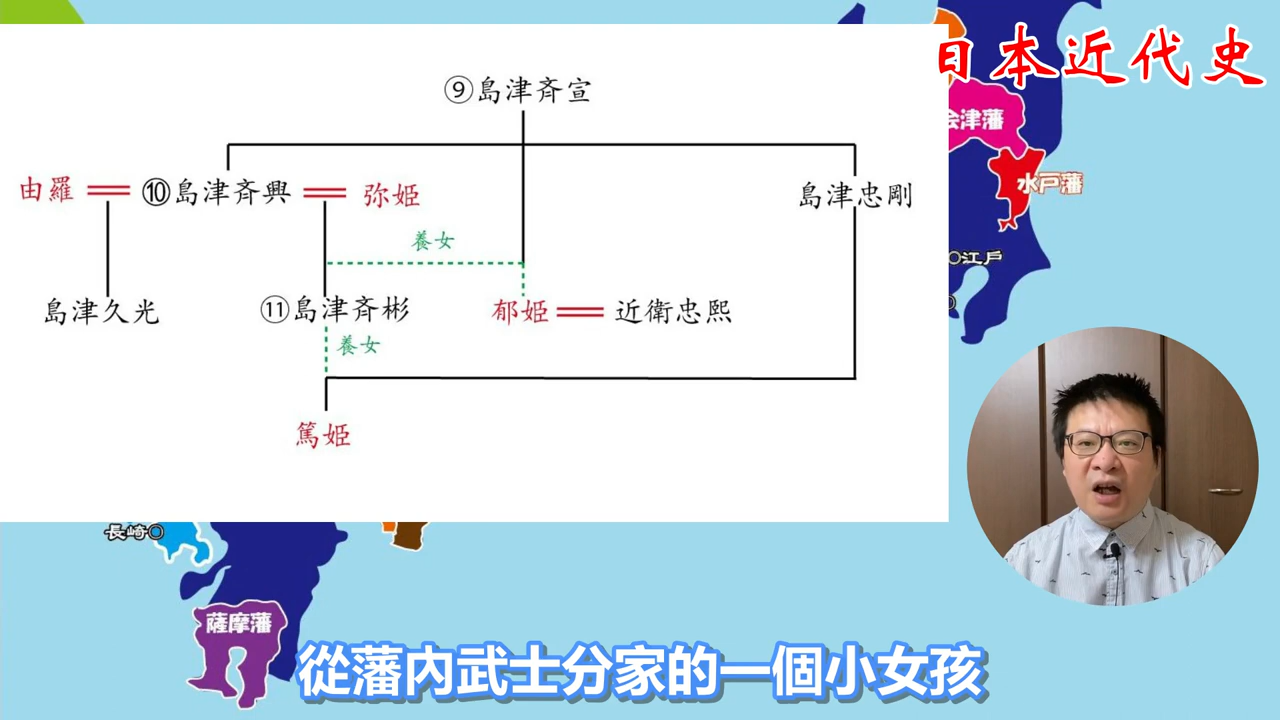 日本近代史
⑨島津斉宣
会津藩
由羅
⑩島津斉興
弥姫
島津忠剛
水戸藩
養女
江戸
島津久光
⑪島津斉彬
郁姫
近衛忠熙
養女
篤姫
長崎
薩摩藩
從藩內武士分家的一個小女孩